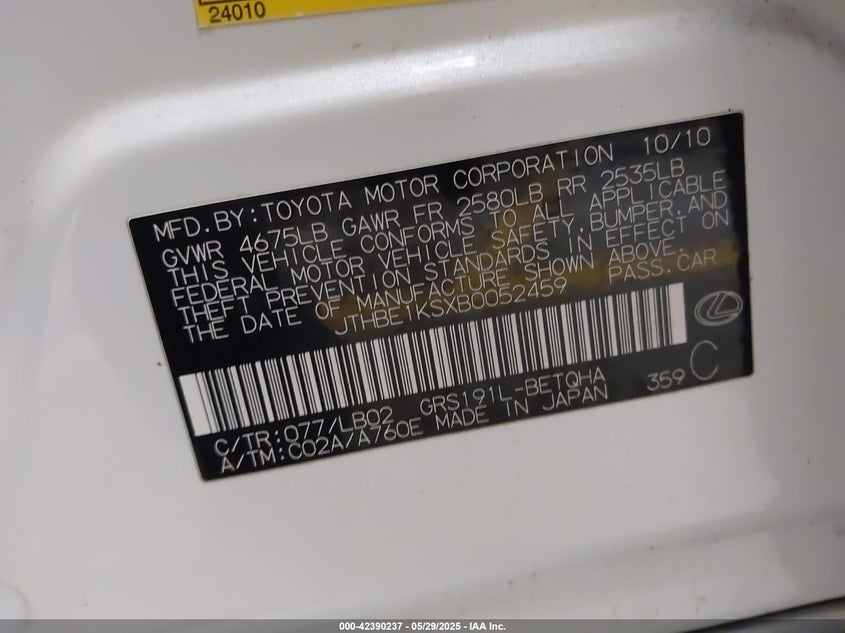 24010
MFD.BY:TOYOTA MOTOR CORPORATION 10/10
GVWR 4675LB GAWR FR 2580LB RR 2535LB
THIS VEHICLE CONFORMS TO ALL APPLICABLE
FEDERAL MOTOR VEHICLE SAFETY,BUMPER,AND
THEFT PREVENTION STANDARDS IN EFFECT ON
THE DATE OF MANUFACTURE SHOWN ABOVE.
JTHBE1KSXB0052459 PASS.CAR
C/TR:077/LB02 GRS191L-BETQHA 359 C
A/TM:C02A/A760E MADE IN JAPAN
000-42390237 - 05/29/2025 - IAA Inc.